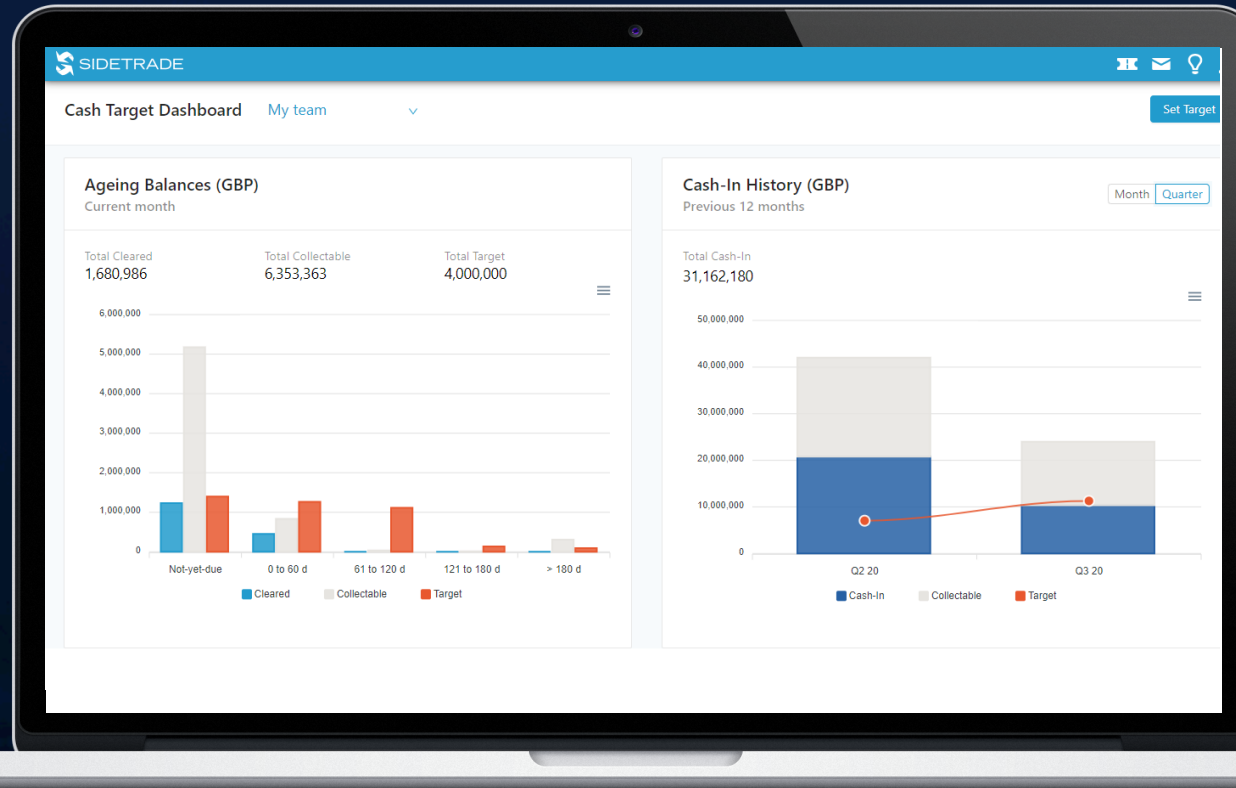 SIDETRADE
Cash Target Dashboard My team
Set Target
Ageing Balances (GBP)
Current month
Total Cleared Total Collectable Total Target
1,680,986 6,353,363 4,000,000
6,000,000
5,000,000
4,000,000
3,000,000
2,000,000
1,000,000
0
Not-yet-due 0 to 60 d 61 to 120 d 121 to 180 d > 180 d
Cleared Collectable Target
Cash-In History (GBP)
Previous 12 months
Month Quarter
Total Cash-In
31,162,180
50,000,000
40,000,000
30,000,000
20,000,000
10,000,000
0
Q2 20 Q3 20
Cash-In Collectable Target